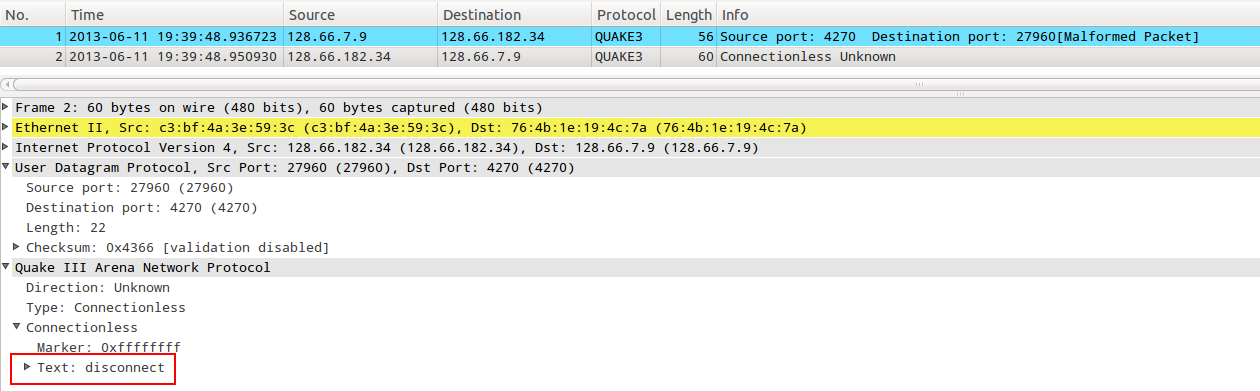 No. Time Source Destination Protocol Length Info
1 2013-06-11 19:39:48.936723 128.66.7.9 128.66.182.34 QUAKE3 56 Source port: 4270 Destination port: 27960[Malformed Packet]
2 2013-06-11 19:39:48.950930 128.66.182.34 128.66.7.9 QUAKE3 60 Connectionless Unknown
Frame 2: 60 bytes on wire (480 bits), 60 bytes captured (480 bits)
Ethernet II, Src: c3:bf:4a:3e:59:3c (c3:bf:4a:3e:59:3c), Dst: 76:4b:1e:19:4c:7a (76:4b:1e:19:4c:7a)
Internet Protocol Version 4, Src: 128.66.182.34 (128.66.182.34), Dst: 128.66.7.9 (128.66.7.9)
User Datagram Protocol, Src Port: 27960 (27960), Dst Port: 4270 (4270)
Source port: 27960 (27960)
Destination port: 4270 (4270)
Length: 22
Checksum: 0x4366 [validation disabled]
Quake III Arena Network Protocol
Direction: Unknown
Type: Connectionless
Connectionless
Marker: 0xffffffff
Text: disconnect